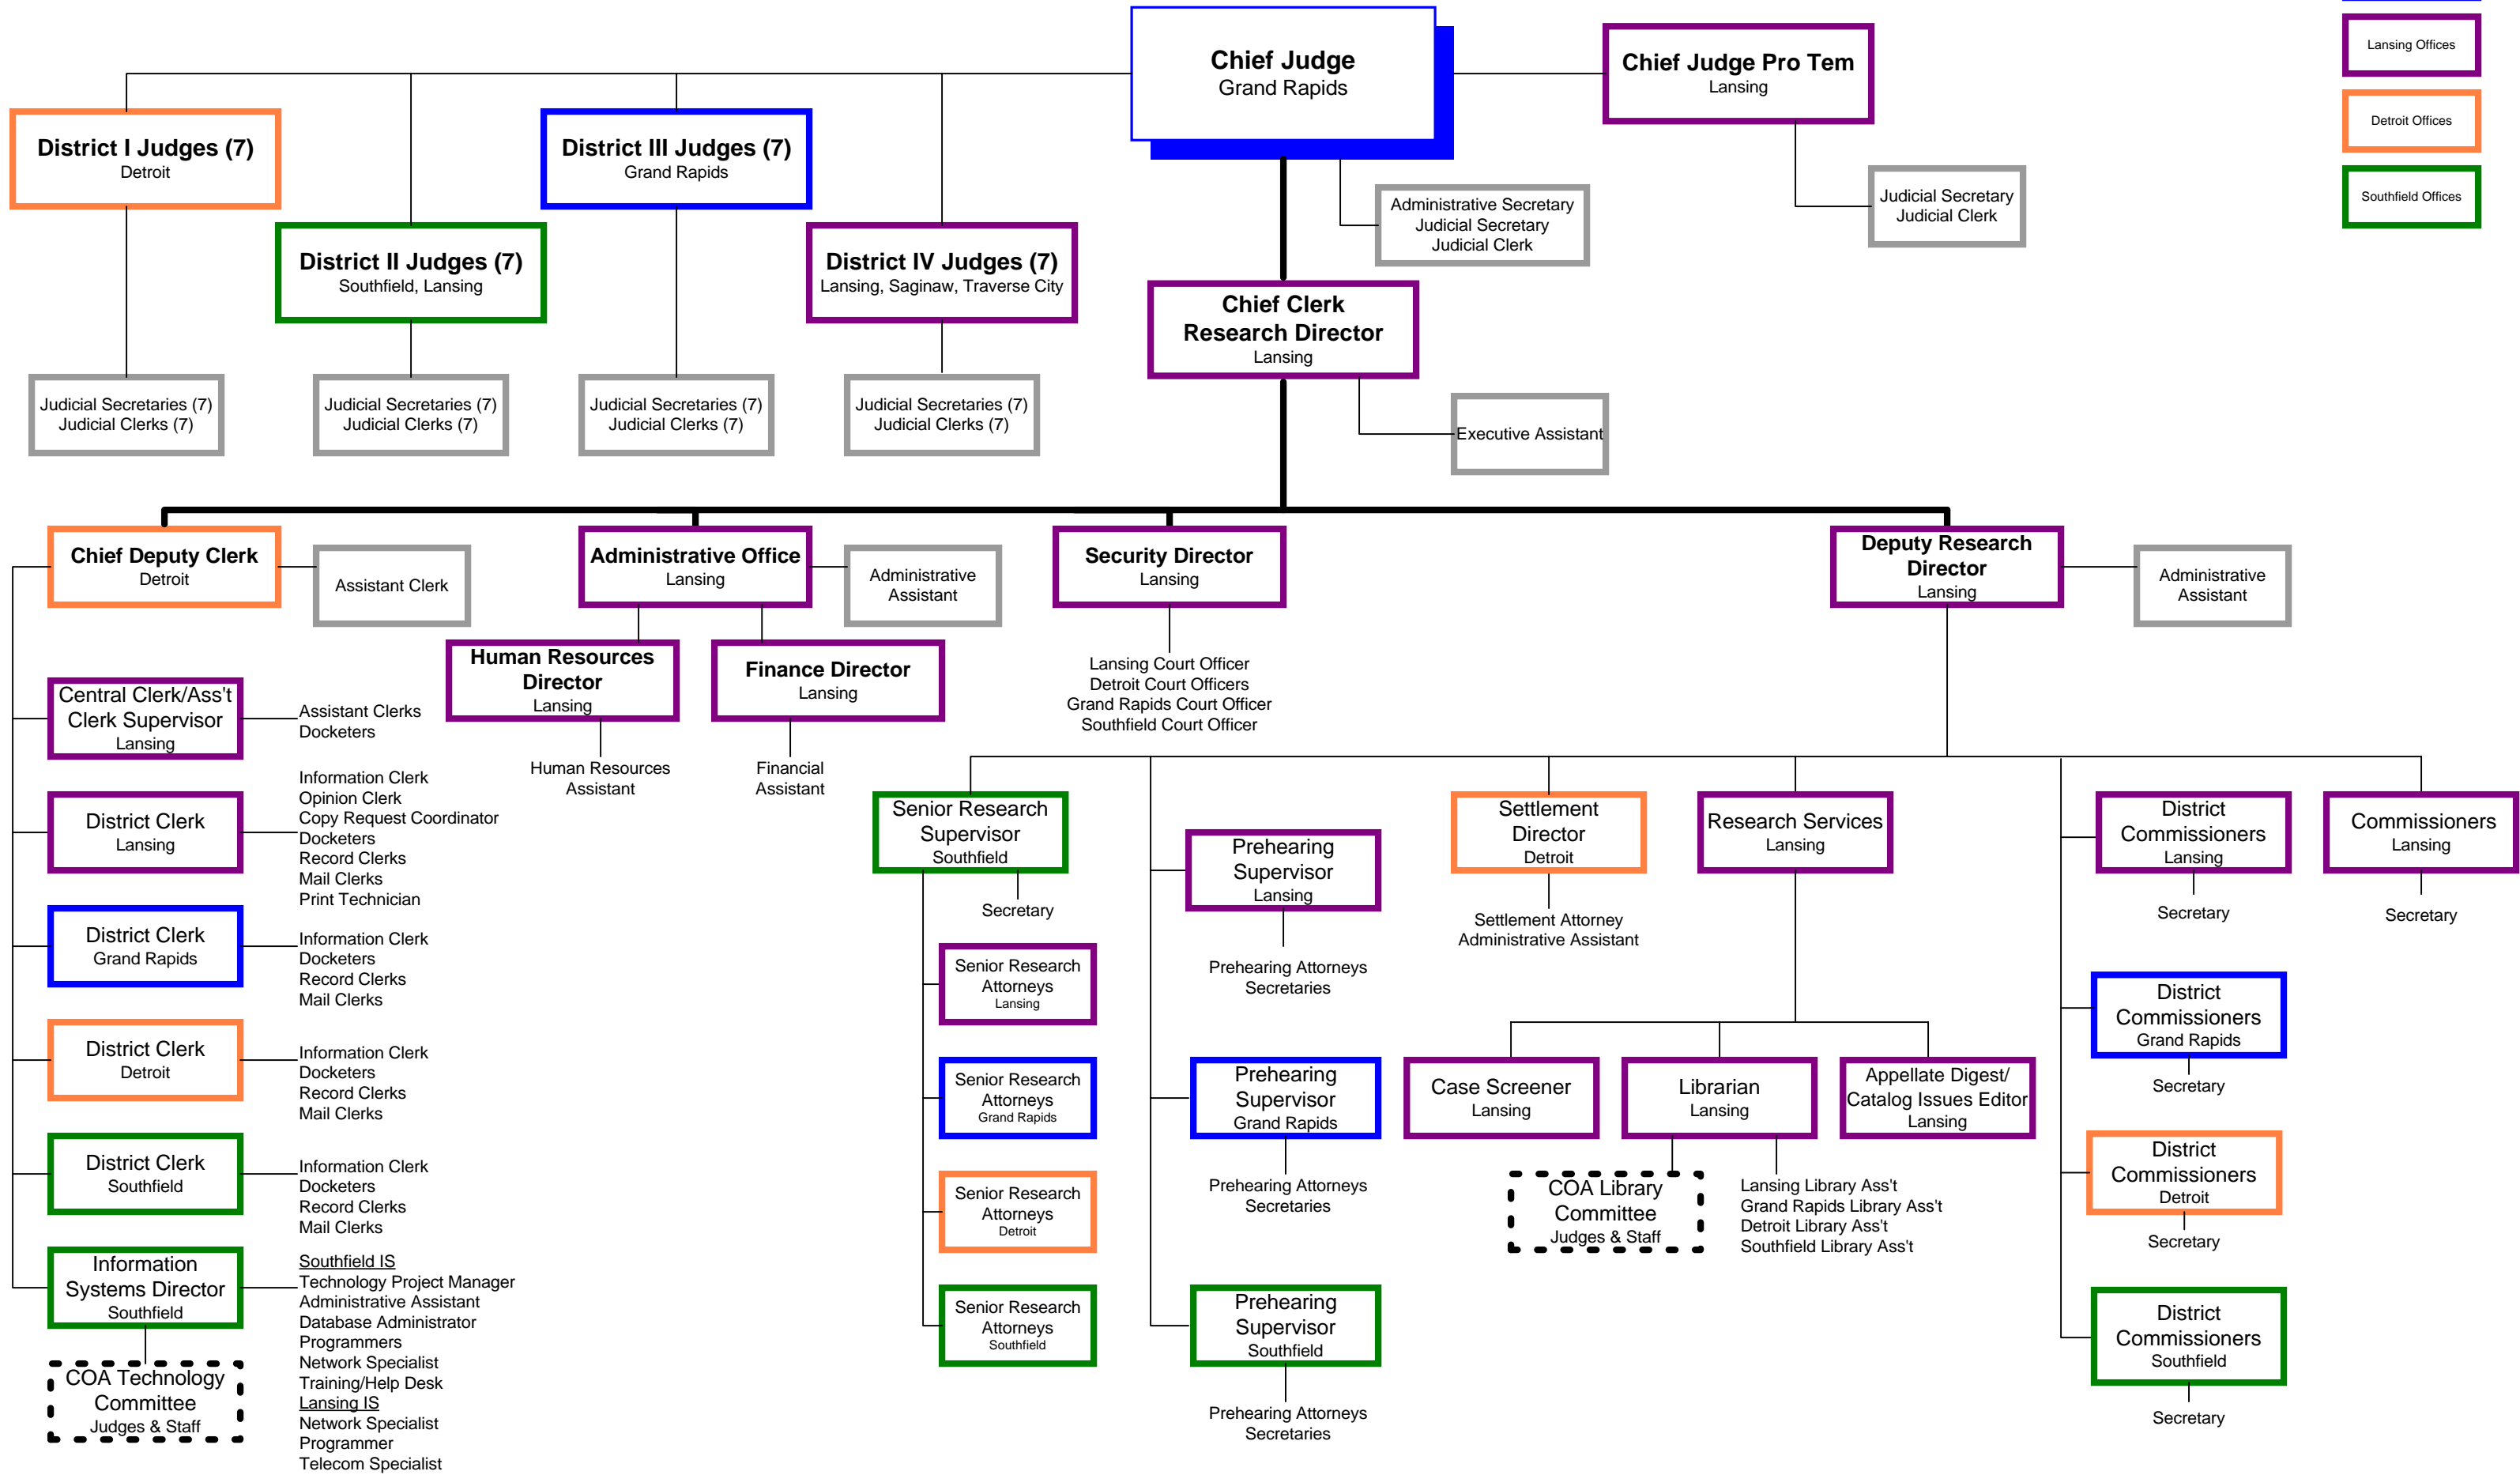 Chief Judge
Grand Rapids
Chief Judge Pro Tem
Lansing
Lansing Offices
Detroit Offices
Southfield Offices
District I Judges (7)
Detroit
District III Judges (7)
Grand Rapids
District II Judges (7)
Southfield, Lansing
District IV Judges (7)
Lansing, Saginaw, Traverse City
Administrative Secretary
Judicial Secretary
Judicial Clerk
Judicial Secretary
Judicial Clerk
Chief Clerk
Research Director
Lansing
Judicial Secretaries (7)
Judicial Clerks (7)
Judicial Secretaries (7)
Judicial Clerks (7)
Judicial Secretaries (7)
Judicial Clerks (7)
Judicial Secretaries (7)
Judicial Clerks (7)
Executive Assistant
Chief Deputy Clerk
Detroit
Assistant Clerk
Administrative Office
Lansing
Administrative
Assistant
Security Director
Lansing
Deputy Research
Director
Lansing
Administrative
Assistant
Human Resources
Director
Lansing
Finance Director
Lansing
Human Resources
Assistant
Financial
Assistant
Lansing Court Officer
Detroit Court Officers
Grand Rapids Court Officer
Southfield Court Officer
Central Clerk/Ass't
Clerk Supervisor
Lansing
Assistant Clerks
Docketers
District Clerk
Lansing
Information Clerk
Opinion Clerk
Copy Request Coordinator
Docketers
Record Clerks
Mail Clerks
Print Technician
District Clerk
Grand Rapids
Information Clerk
Docketers
Record Clerks
Mail Clerks
District Clerk
Detroit
Information Clerk
Docketers
Record Clerks
Mail Clerks
District Clerk
Southfield
Information Clerk
Docketers
Record Clerks
Mail Clerks
Information
Systems Director
Southfield
Southfield IS
Technology Project Manager
Administrative Assistant
Database Administrator
Programmers
Network Specialist
Training/Help Desk
Lansing IS
Network Specialist
Programmer
Telecom Specialist
COA Technology
Committee
Judges & Staff
Senior Research
Supervisor
Southfield
Secretary
Senior Research
Attorneys
Lansing
Senior Research
Attorneys
Grand Rapids
Senior Research
Attorneys
Detroit
Senior Research
Attorneys
Southfield
Prehearing
Supervisor
Lansing
Prehearing Attorneys
Secretaries
Prehearing
Supervisor
Grand Rapids
Prehearing Attorneys
Secretaries
Prehearing
Supervisor
Southfield
Prehearing Attorneys
Secretaries
Settlement
Director
Detroit
Settlement Attorney
Administrative Assistant
Research Services
Lansing
Case Screener
Lansing
Librarian
Lansing
Appellate Digest/
Catalog Issues Editor
Lansing
COA Library
Committee
Judges & Staff
Lansing Library Ass't
Grand Rapids Library Ass't
Detroit Library Ass't
Southfield Library Ass't
District
Commissioners
Lansing
Secretary
District
Commissioners
Grand Rapids
Secretary
District
Commissioners
Detroit
Secretary
District
Commissioners
Southfield
Secretary
Commissioners
Lansing
Secretary